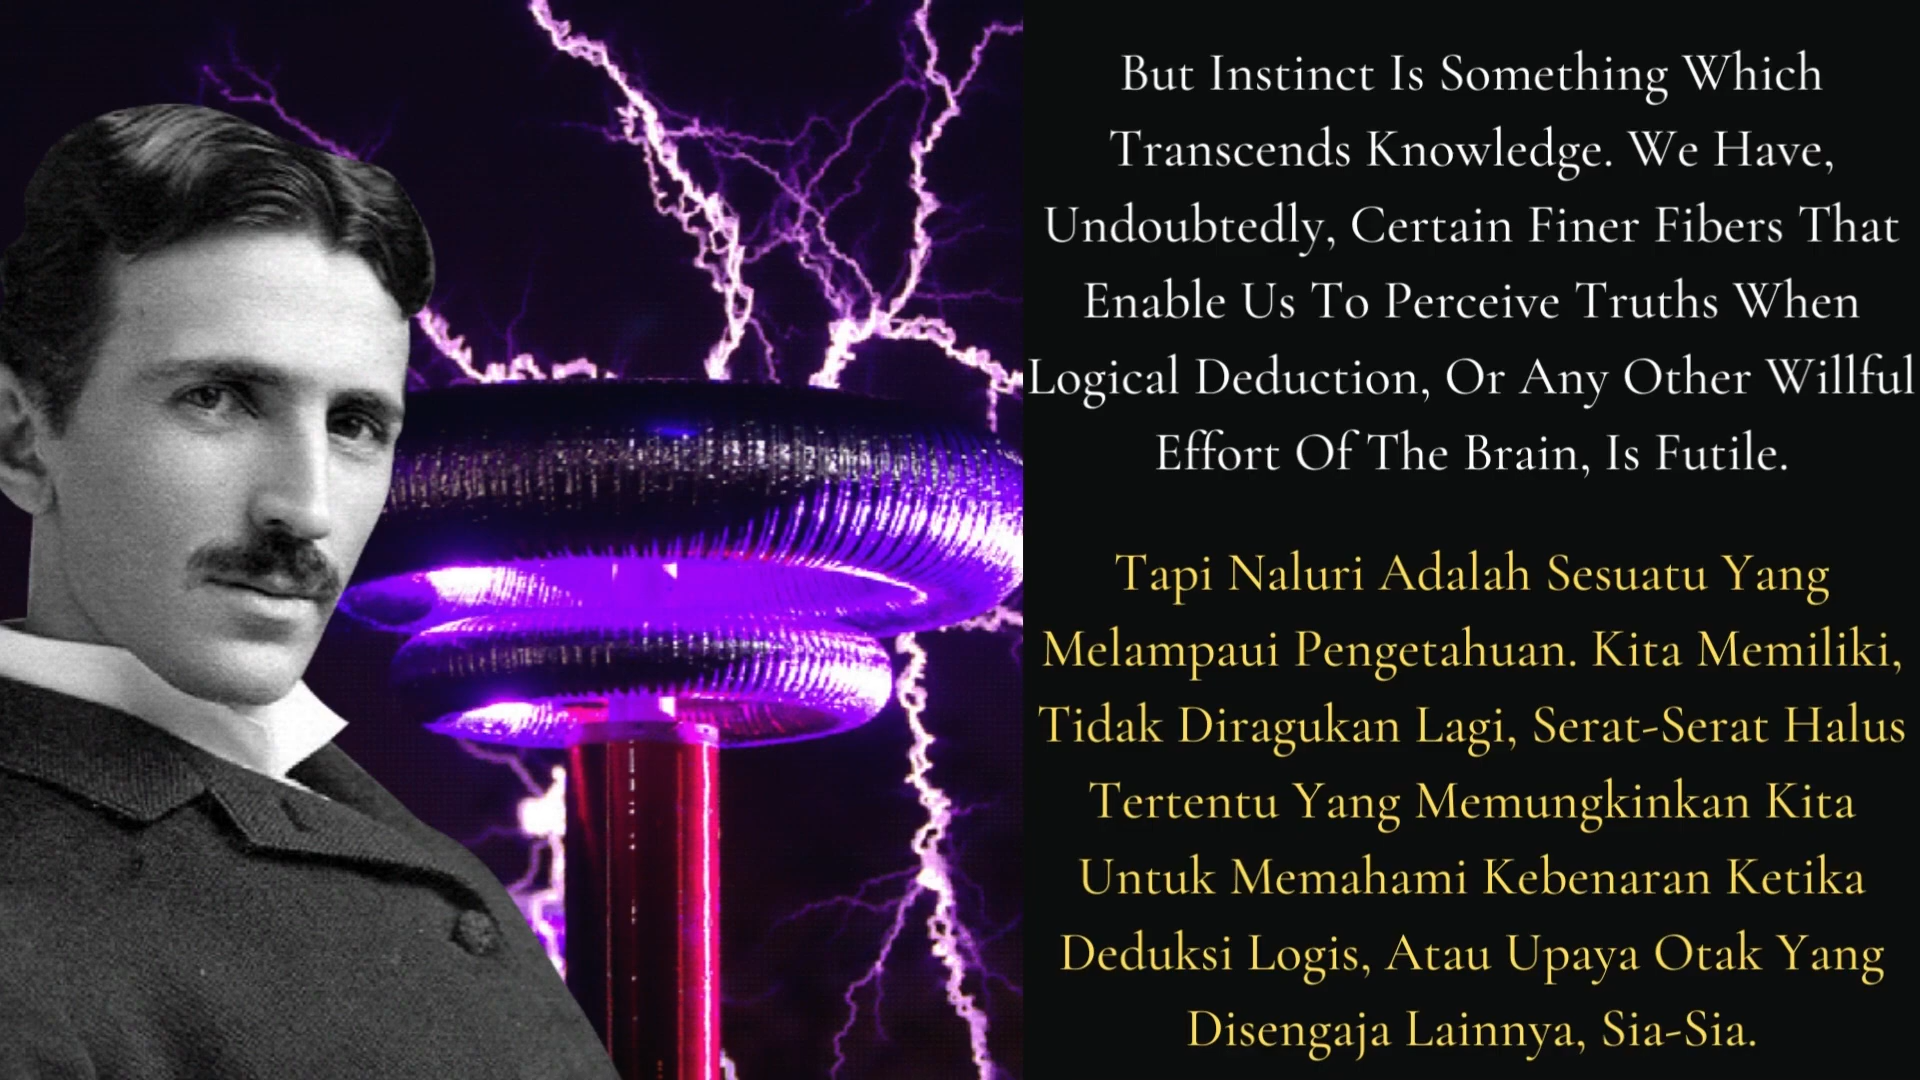 But Instinct Is Something Which
Transcends Knowledge. We Have,
Undoubtedly, Certain Finer Fibers That
Enable Us To Perceive Truths When
Logical Deduction, Or Any Other Willful
Effort Of The Brain, Is Futile.
Tapi Naluri Adalah Sesuatu Yang
Melampaui Pengetahuan. Kita Memiliki,
Tidak Diragukan Lagi, Serat-Serat Halus
Tertentu Yang Memungkinkan Kita
Untuk Memahami Kebenaran Ketika
Deduksi Logis, Atau Upaya Otak Yang
Disengaja Lainnya, Sia-Sia.